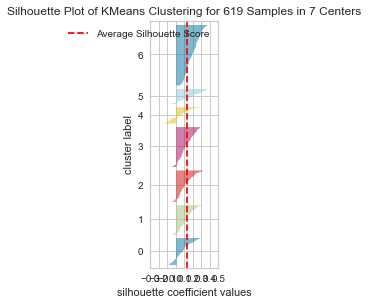 Silhouette Plot of KMeans Clustering for 619 Samples in 7 Centers
Average Silhouette Score
6
5
4
3
2
1
0
cluster label
silhouette coefficient values